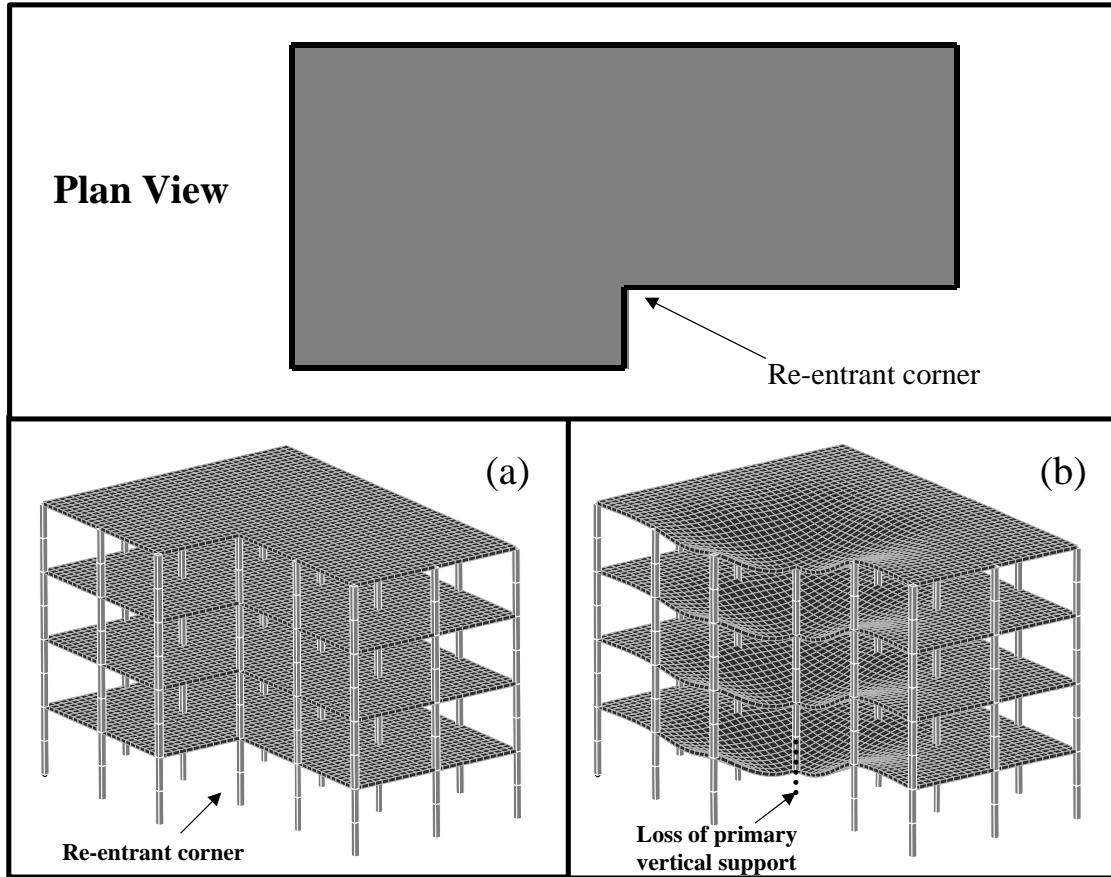 Plan View
Re-entrant corner
(a)
Re-entrant corner
(b)
Loss of primary
vertical support